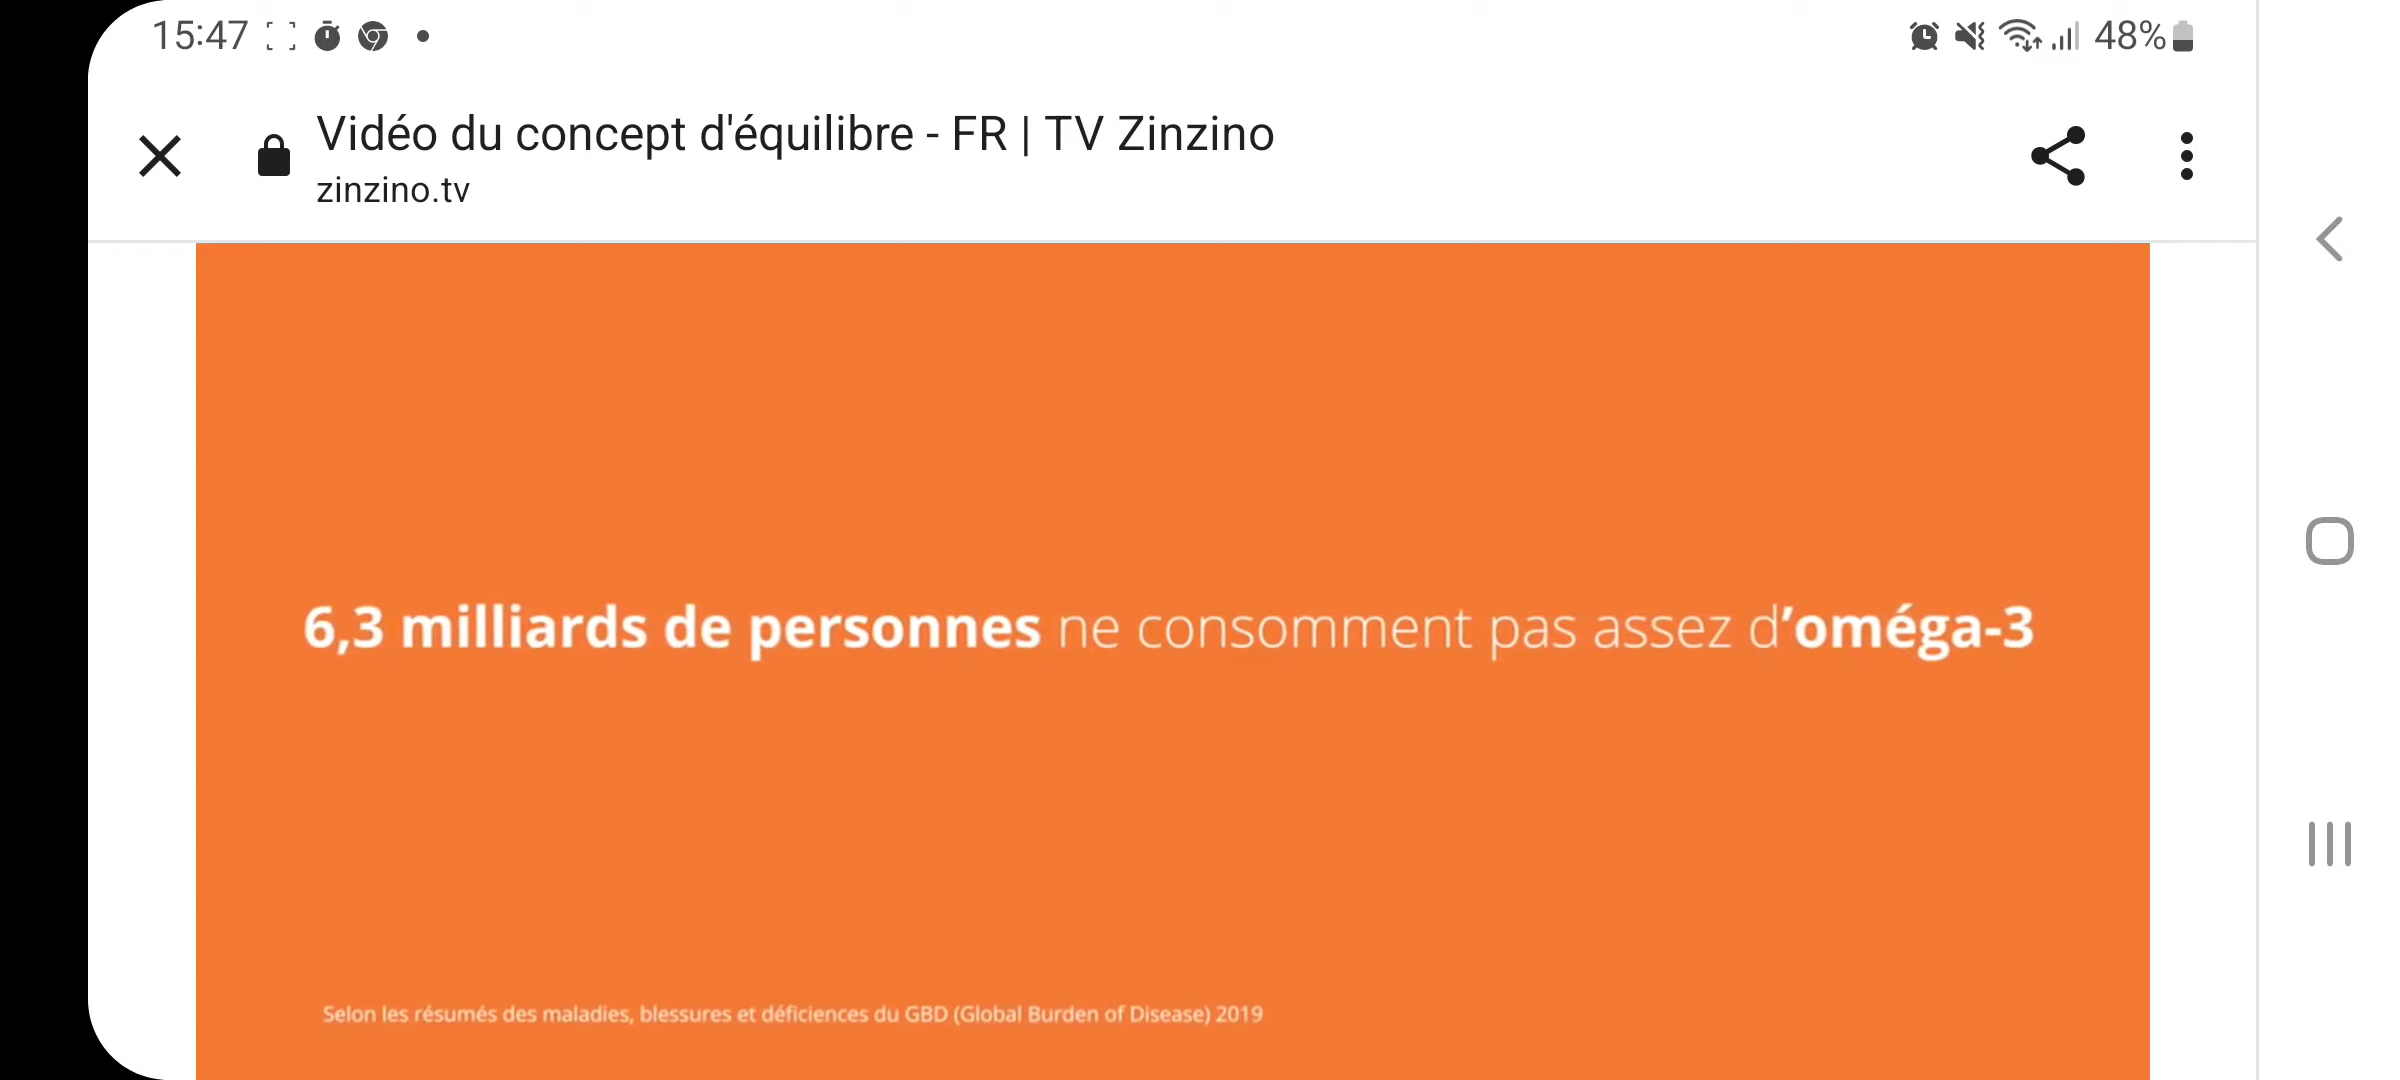 15:47
48%
Vidéo du concept d'équilibre - FR | TV Zinzino
zinzino.tv
6,3 milliards de personnes ne consomment pas assez d’oméga-3
Selon les résumés des maladies, blessures et déficiences du GBD (Global Burden of Disease) 2019